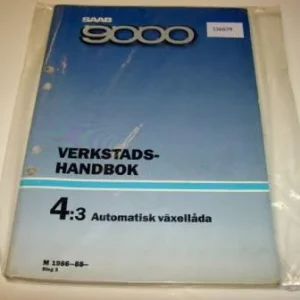 SAAB
9000
VERKSTADS-
HANDBOK
4:3 Automatisk växellåda
M 1986-88-